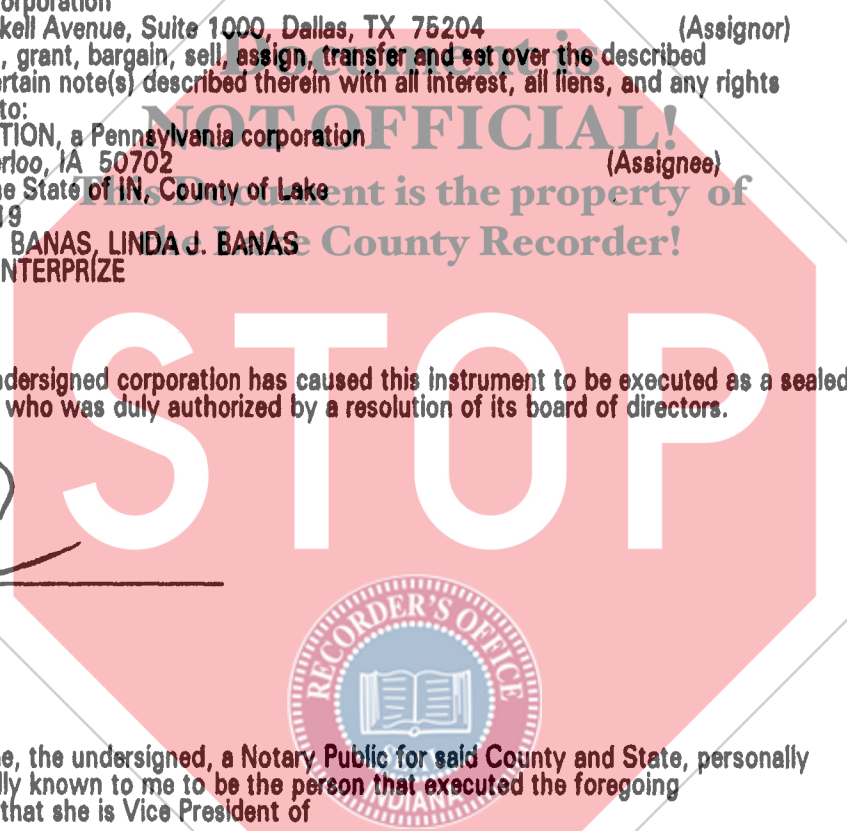 orporation
kell Avenue, Suite 1000, Dallas, TX 75204 (Assignor)
Document is
, grant, bargain, sell, assign, transfer and set over the described
ertain note(s) described therein with all interest, all liens, and any rights
to:
NOT OFFICIAL!
TION, a Pennsylvania corporation
erloo, IA 50702 (Assignee)
e State of IN, County of Lake
This Document is the property of
19
BANAS, LINDA J. BANAS
the Lake County Recorder!
NTERPRIZE
STOP
ndersigned corporation has caused this instrument to be executed as a sealed
who was duly authorized by a resolution of its board of directors.
RECORDER'S OFFICE
INDIANA
e, the undersigned, a Notary Public for said County and State, personally
lly known to me to be the person that executed the foregoing
that she is Vice President of